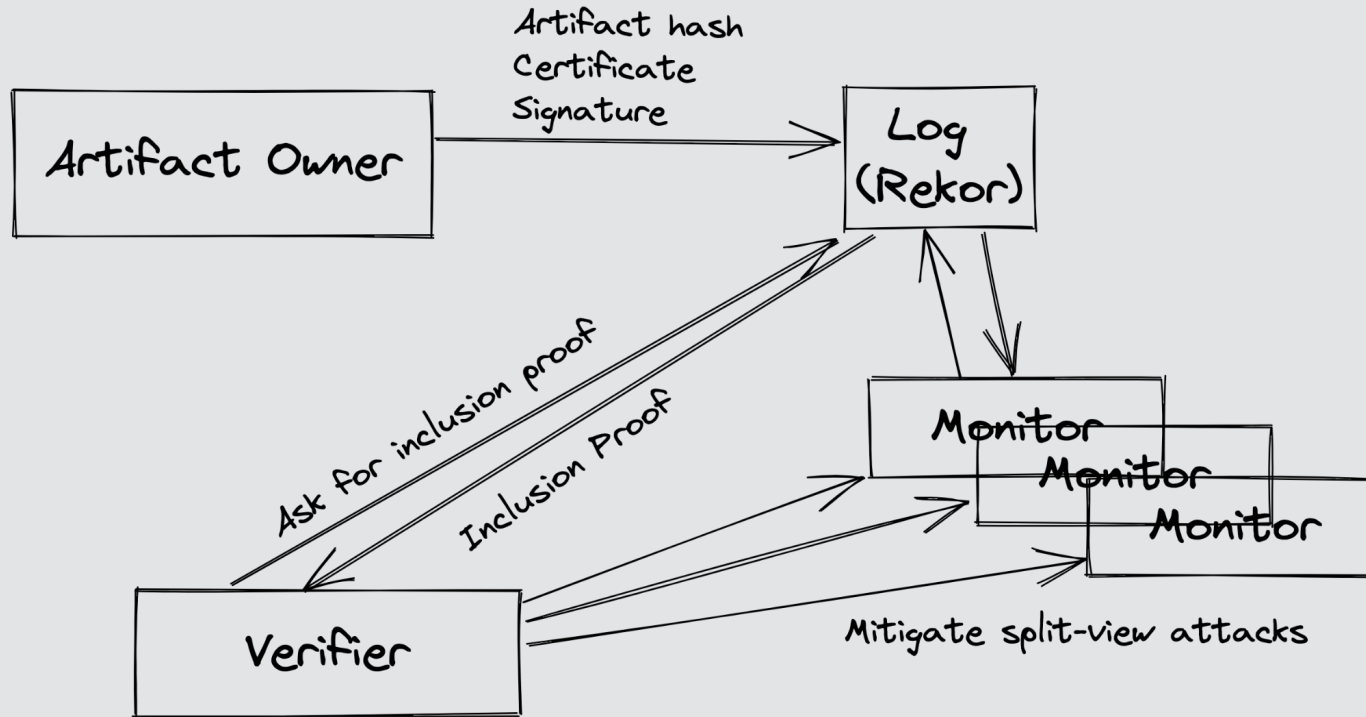 Artifact hash
Certificate
Signature
Artifact Owner
Log
(Rekor)
Ask for inclusion proof
Inclusion Proof
Monitor
Monitor
Monitor
Verifier
Mitigate split-view attacks